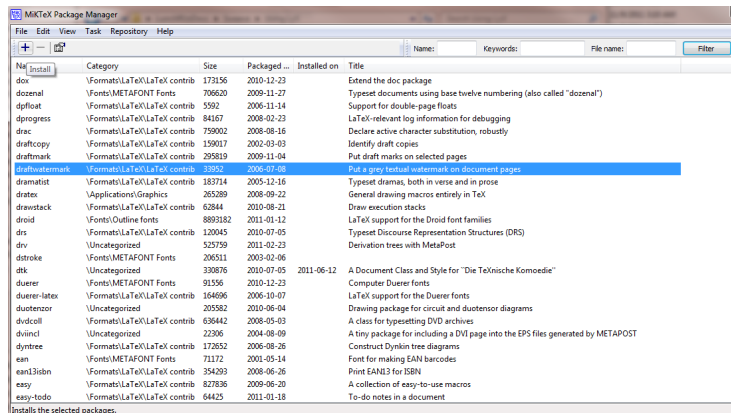 MiKTeX Package Manager
File Edit View Task Repository Help
Name: Keywords: File name: Filter
Na Category Size Packaged ... Installed on Title
Install
dox \Formats\LaTeX\LaTeX contrib 173156 2010-12-23 Extend the doc package
dozenal \Fonts\METAFONT Fonts 706620 2009-11-27 Typeset documents using base twelve numbering (also called "dozenal")
dpfloat \Formats\LaTeX\LaTeX contrib 5592 2006-11-14 Support for double-page floats
dprogress \Formats\LaTeX\LaTeX contrib 84167 2008-02-23 LaTeX-relevant log information for debugging
drac \Formats\LaTeX\LaTeX contrib 759002 2008-08-16 Declare active character substitution, robustly
draftcopy \Formats\LaTeX\LaTeX contrib 159017 2002-03-03 Identify draft copies
draftmark \Formats\LaTeX\LaTeX contrib 295819 2009-11-04 Put draft marks on selected pages
draftwatermark \Formats\LaTeX\LaTeX contrib 33952 2006-07-08 Put a grey textual watermark on document pages
dramatist \Formats\LaTeX\LaTeX contrib 183714 2005-12-16 Typeset dramas, both in verse and in prose
dratex \Applications\Graphics 265289 2008-09-22 General drawing macros entirely in TeX
drawstack \Formats\LaTeX\LaTeX contrib 62844 2010-08-21 Draw execution stacks
droid \Fonts\Outline fonts 8893182 2011-01-12 LaTeX support for the Droid font families
drs \Formats\LaTeX\LaTeX contrib 120045 2010-07-05 Typeset Discourse Representation Structures (DRS)
drv \Uncategorized 525759 2011-02-23 Derivation trees with MetaPost
dstroke \Fonts\METAFONT Fonts 206511 2003-02-06
dtk \Uncategorized 330876 2010-07-05 2011-06-12 A Document Class and Style for ``Die TeXnische Komoedie''
duerer \Fonts\METAFONT Fonts 91556 2010-12-23 Computer Duerer fonts
duerer-latex \Formats\LaTeX\LaTeX contrib 164696 2006-10-07 LaTeX support for the Duerer fonts
duotenzor \Uncategorized 205582 2010-06-04 Drawing package for circuit and duotensor diagrams
dvdcoll \Formats\LaTeX\LaTeX contrib 636442 2008-05-03 A class for typesetting DVD archives
dviincl \Uncategorized 22306 2004-08-09 A tiny package for including a DVI page into the EPS files generated by METAPOST
dyntree \Formats\LaTeX\LaTeX contrib 172652 2006-08-26 Construct Dynkin tree diagrams
ean \Fonts\METAFONT Fonts 71172 2001-05-14 Font for making EAN barcodes
ean13isbn \Formats\LaTeX\LaTeX contrib 354293 2008-06-26 Print EAN13 for ISBN
easy \Formats\LaTeX\LaTeX contrib 827836 2009-06-20 A collection of easy-to-use macros
easy-todo \Formats\LaTeX\LaTeX contrib 64425 2011-01-18 To-do notes in a document
Installs the selected packages.